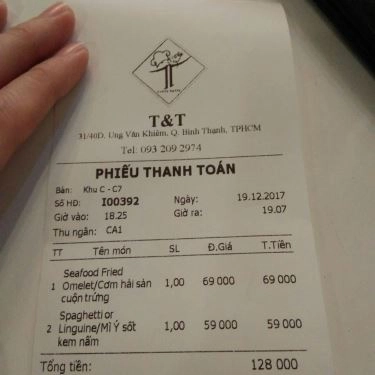 T&T
31/40D. Ung Văn Khiêm, Q. Bình Thạnh, TPHCM
Tel: 093 209 2974
PHIẾU THANH TOÁN
Bàn: Khu C - C7
Số HĐ: I00392 Ngày: 19.12.2017
Giờ vào: 18.25 Giờ ra: 19.07
Thu ngân: CA1
TT Tên món SL Đ.Giá T.Tiền
Seafood Fried
1 Omelet/Cơm hải sản 1,00 69 000 69 000
cuộn trứng
Spaghetti or
2 Linguine/Mì Ý sốt 1,00 59 000 59 000
kem nấm
Tổng tiền: 128 000